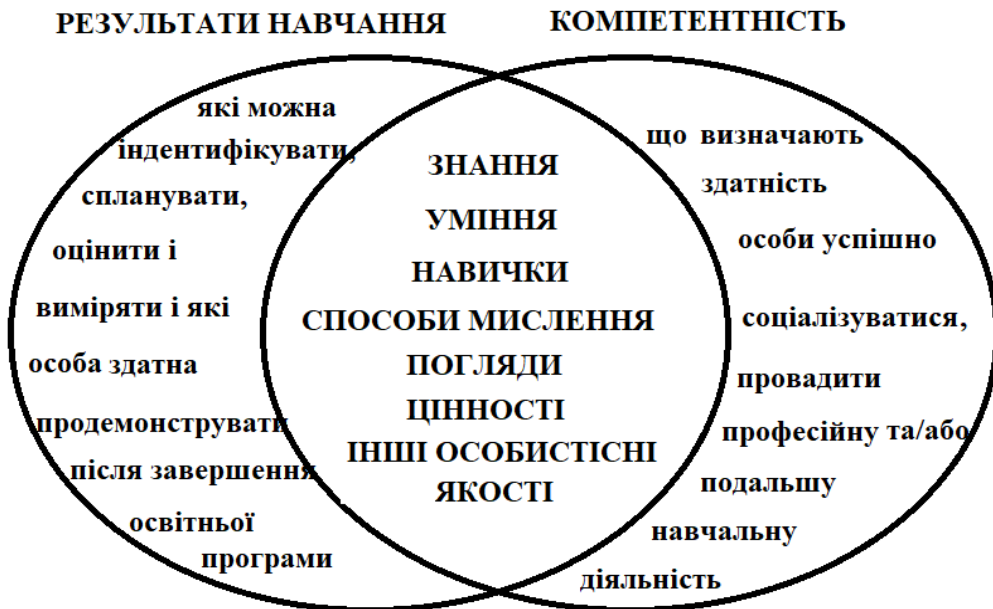 РЕЗУЛЬТАТИ НАВЧАННЯ
КОМПЕТЕНТНІСТЬ
які можна
індентифікувати,
спланувати,
оцінити і
виміряти і які
особа здатна
продемонструвати
після завершення
освітньої
програми
ЗНАННЯ
УМІННЯ
НАВИЧКИ
СПОСОБИ МИСЛЕННЯ
ПОГЛЯДИ
ЦІННОСТІ
ІНШІ ОСОБИСТІСНІ
ЯКОСТІ
що визначають
здатність
особи успішно
соціалізуватися,
провадити
професійну та/або
подальшу
навчальну
діяльність